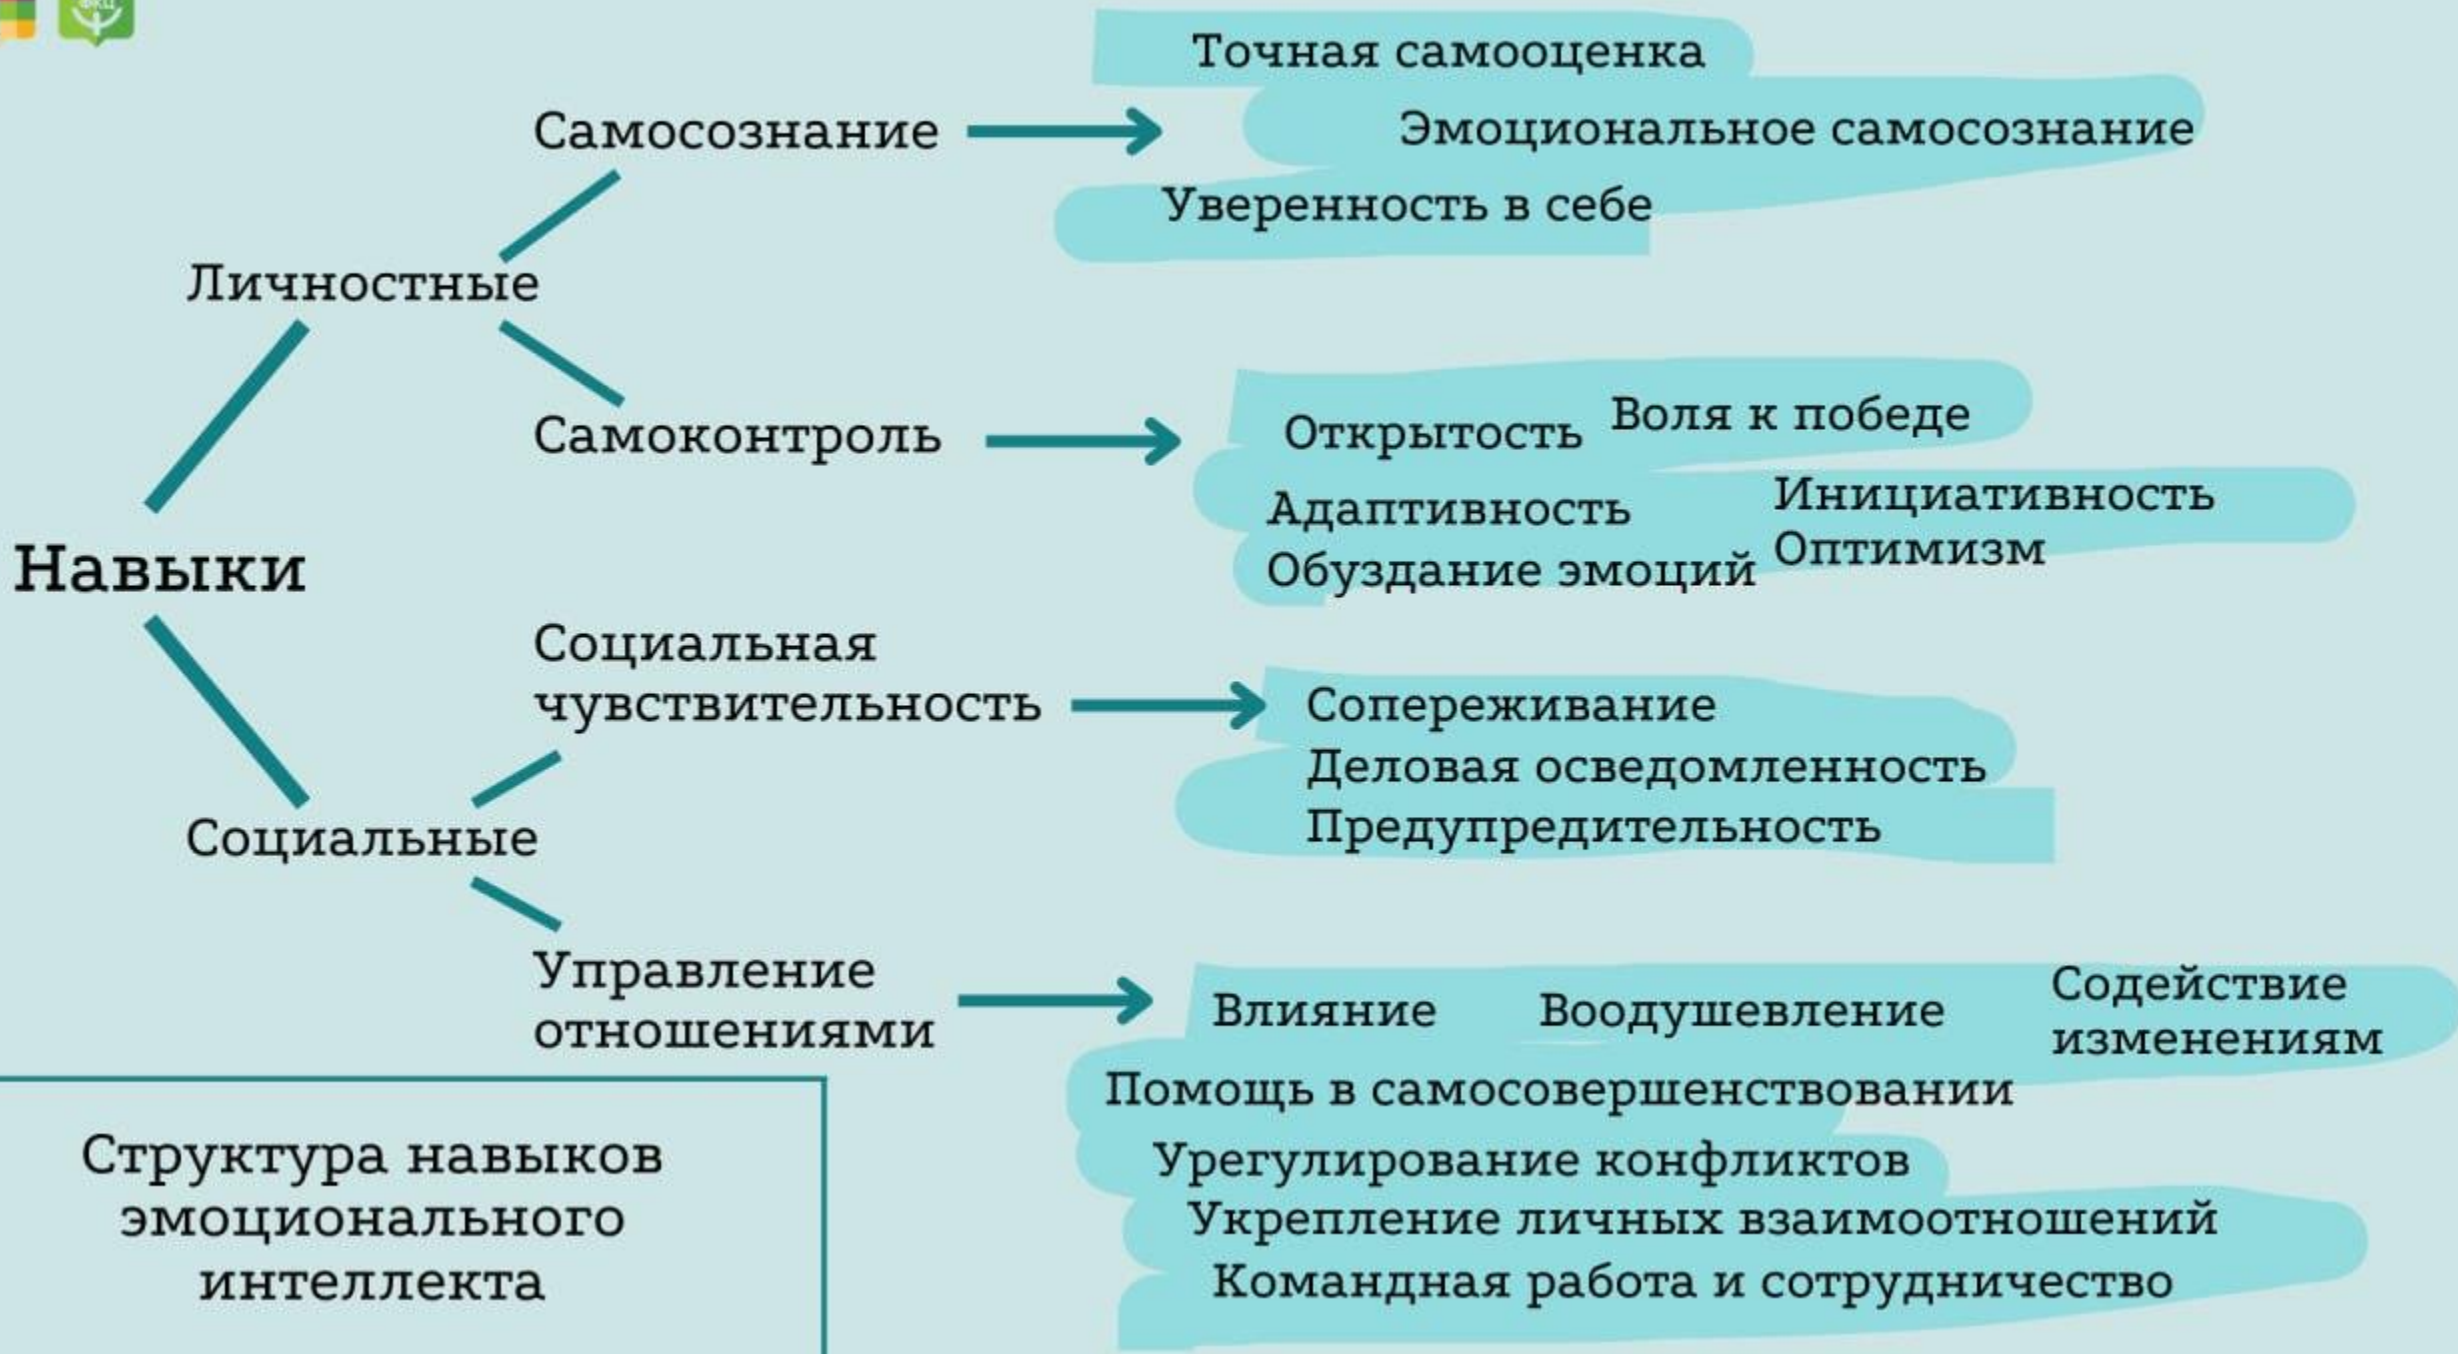 ФКЦ
Точная самооценка
Самосознание
Эмоциональное самосознание
Уверенность в себе
Личностные
Самоконтроль
Открытость
Воля к победе
Адаптивность
Инициативность
Обуздание эмоций
Оптимизм
Навыки
Социальная
чувствительность
Сопереживание
Деловая осведомленность
Предупредительность
Социальные
Управление
отношениями
Влияние
Воодушевление
Содействие
изменениям
Помощь в самосовершенствовании
Урегулирование конфликтов
Укрепление личных взаимоотношений
Командная работа и сотрудничество
Структура навыков
эмоционального
интеллекта